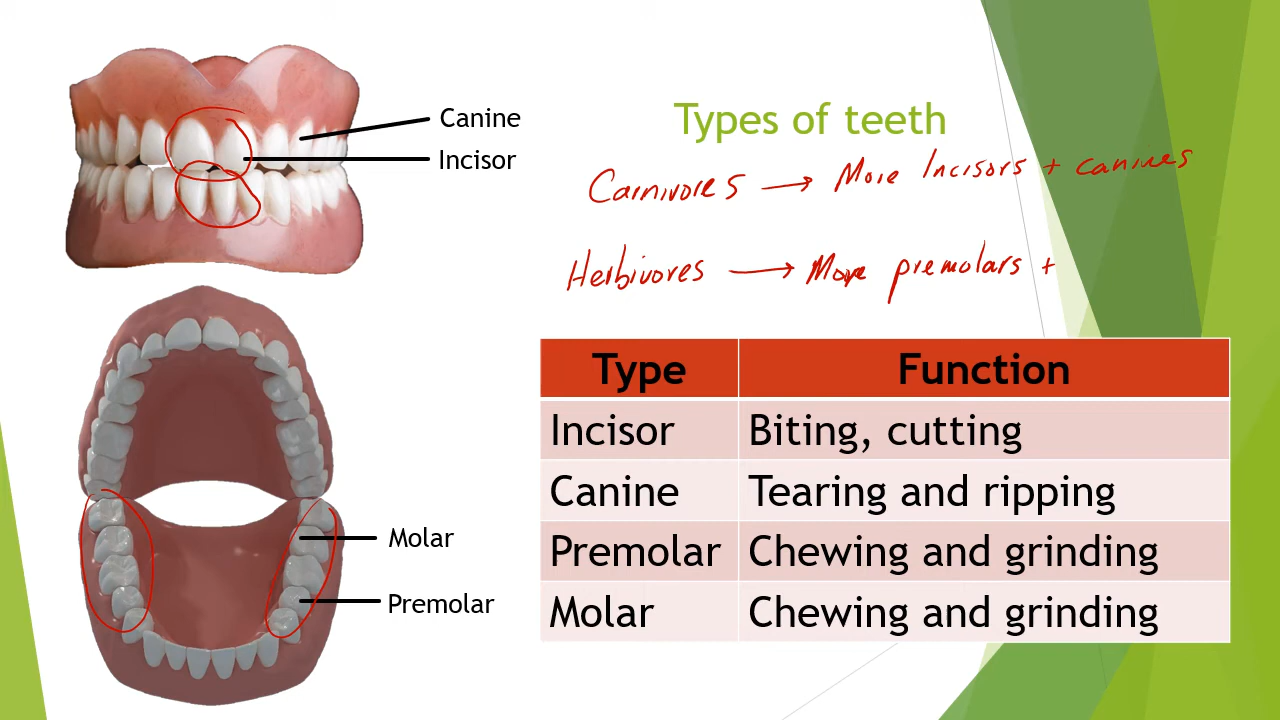 Canine
Incisor
Types of teeth
Carnivores → More Incisors + canines
Herbivores → More premolars +
Type Function
Incisor Biting, cutting
Canine Tearing and ripping
Premolar Chewing and grinding
Molar Chewing and grinding
Molar
Premolar